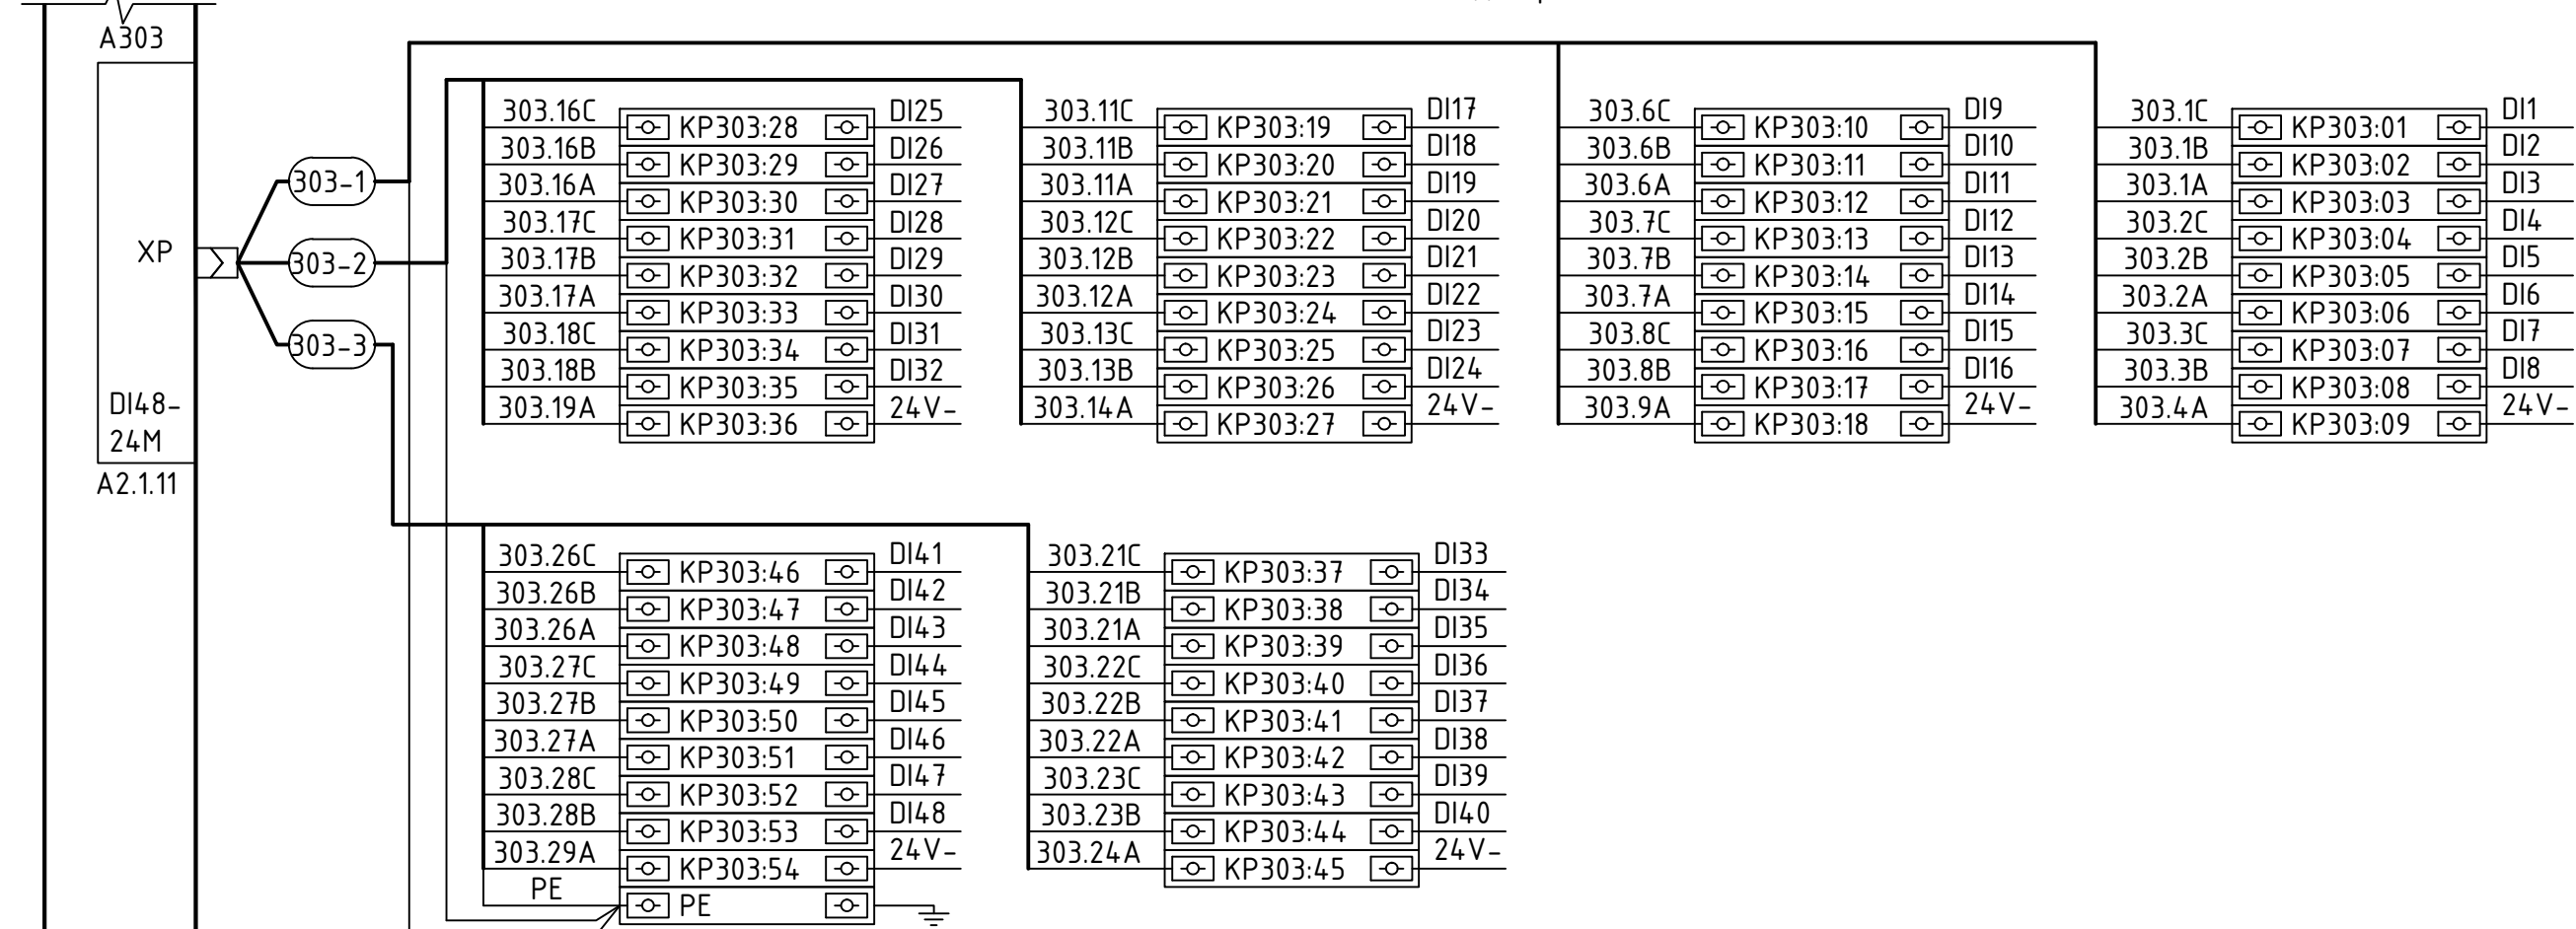 A303
XP
DI48-
24M
A2.1.11
303-1
303-2
303-3
303.16C KP303:28 DI25
303.16B KP303:29 DI26
303.16A KP303:30 DI27
303.17C KP303:31 DI28
303.17B KP303:32 DI29
303.17A KP303:33 DI30
303.18C KP303:34 DI31
303.18B KP303:35 DI32
303.19A KP303:36 24V-
303.11C KP303:19 DI17
303.11B KP303:20 DI18
303.11A KP303:21 DI19
303.12C KP303:22 DI20
303.12B KP303:23 DI21
303.12A KP303:24 DI22
303.13C KP303:25 DI23
303.13B KP303:26 DI24
303.14A KP303:27 24V-
303.6C KP303:10 DI9
303.6B KP303:11 DI10
303.6A KP303:12 DI11
303.7C KP303:13 DI12
303.7B KP303:14 DI13
303.7A KP303:15 DI14
303.8C KP303:16 DI15
303.8B KP303:17 DI16
303.9A KP303:18 24V-
303.1C KP303:01 DI1
303.1B KP303:02 DI2
303.1A KP303:03 DI3
303.2C KP303:04 DI4
303.2B KP303:05 DI5
303.2A KP303:06 DI6
303.3C KP303:07 DI7
303.3B KP303:08 DI8
303.4A KP303:09 24V-
303.26C KP303:46 DI41
303.26B KP303:47 DI42
303.26A KP303:48 DI43
303.27C KP303:49 DI44
303.27B KP303:50 DI45
303.27A KP303:51 DI46
303.28C KP303:52 DI47
303.28B KP303:53 DI48
303.29A KP303:54 24V-
PE PE
303.21C KP303:37 DI33
303.21B KP303:38 DI34
303.21A KP303:39 DI35
303.22C KP303:40 DI36
303.22B KP303:41 DI37
303.22A KP303:42 DI38
303.23C KP303:43 DI39
303.23B KP303:44 DI40
303.24A KP303:45 24V-